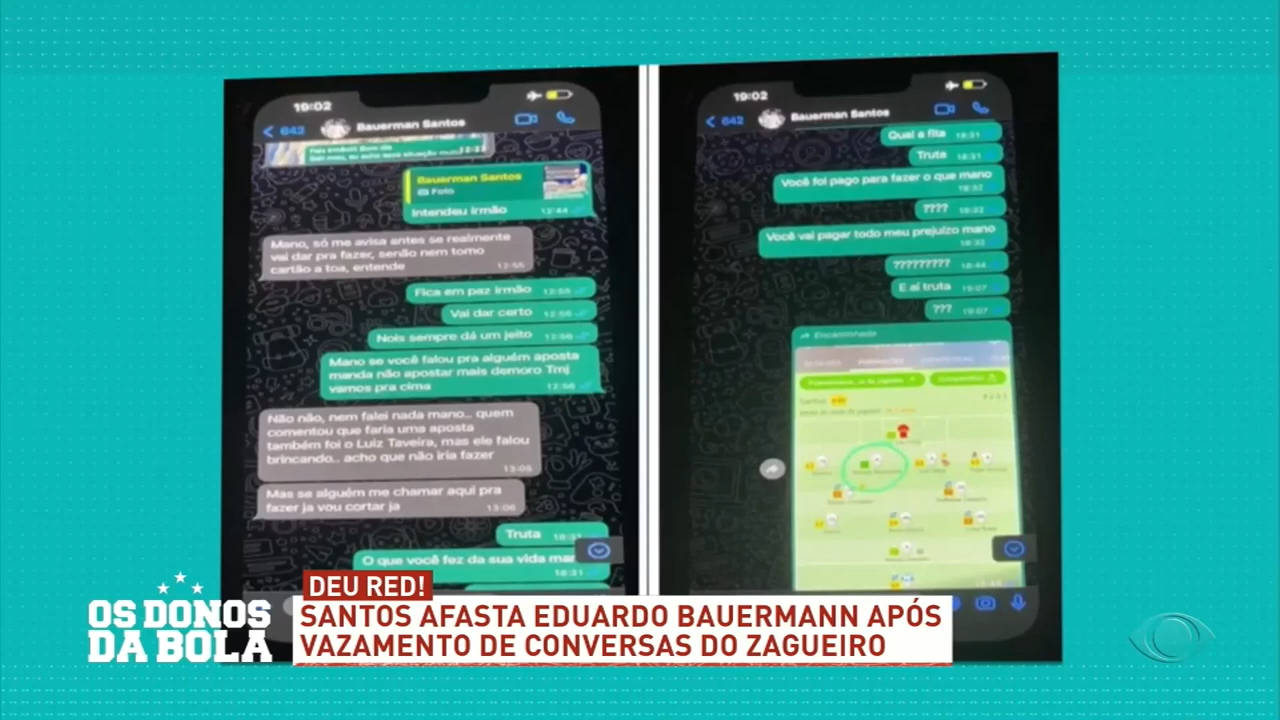 19:02
642
Bauerman Santos
Bauerman Santos
Foto
Intendeu irmão 12:44
Mano, só me avisa antes se realmente
vai dar pra fazer, senão nem tomo
cartão a toa, entende 12:55
Fica em paz irmão 12:55
Vai dar certo 12:56
Nois sempre dá um jeito 12:56
Mano se você falou pra alguém aposta
manda não apostar mais demoro Tmj
vamos pra cima 12:56
Não não, nem falei nada mano.. quem
comentou que faria uma aposta
também foi o Luiz Taveira, mas ele falou
brincando.. acho que não iria fazer
13:05
Mas se alguém me chamar aqui pra
fazer ja vou cortar ja 13:06
Truta 18:31
O que você fez da sua vida
18:31
19:02
642
Bauerman Santos
Qual a fita 18:31
Truta 18:31
Você foi pago para fazer o que mano
18:32
???? 18:32
Você vai pagar todo meu prejuízo mano
18:32
????????? 18:44
E aí truta 19:07
??? 19:07
Encaminhada
Santos
DEU RED!
SANTOS AFASTA EDUARDO BAUERMANN APÓS
VAZAMENTO DE CONVERSAS DO ZAGUEIRO
OS DONOS
DA BOLA